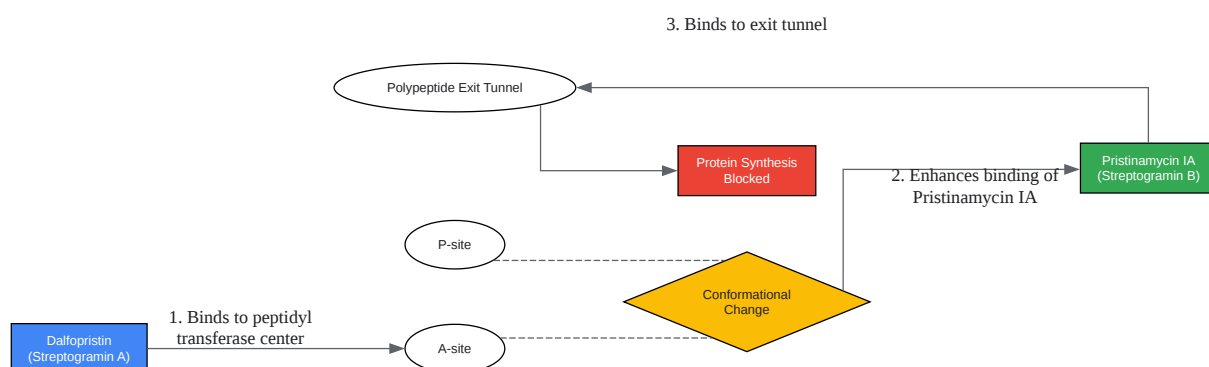 3. Binds to exit tunnel
Polypeptide Exit Tunnel
Protein Synthesis
Blocked
Pristinamycin IA
(Streptogramin B)
2. Enhances binding of
Pristinamycin IA
P-site
Conformational
Change
1. Binds to peptidyl
transferase center
Dalfopristin
(Streptogramin A)
A-site